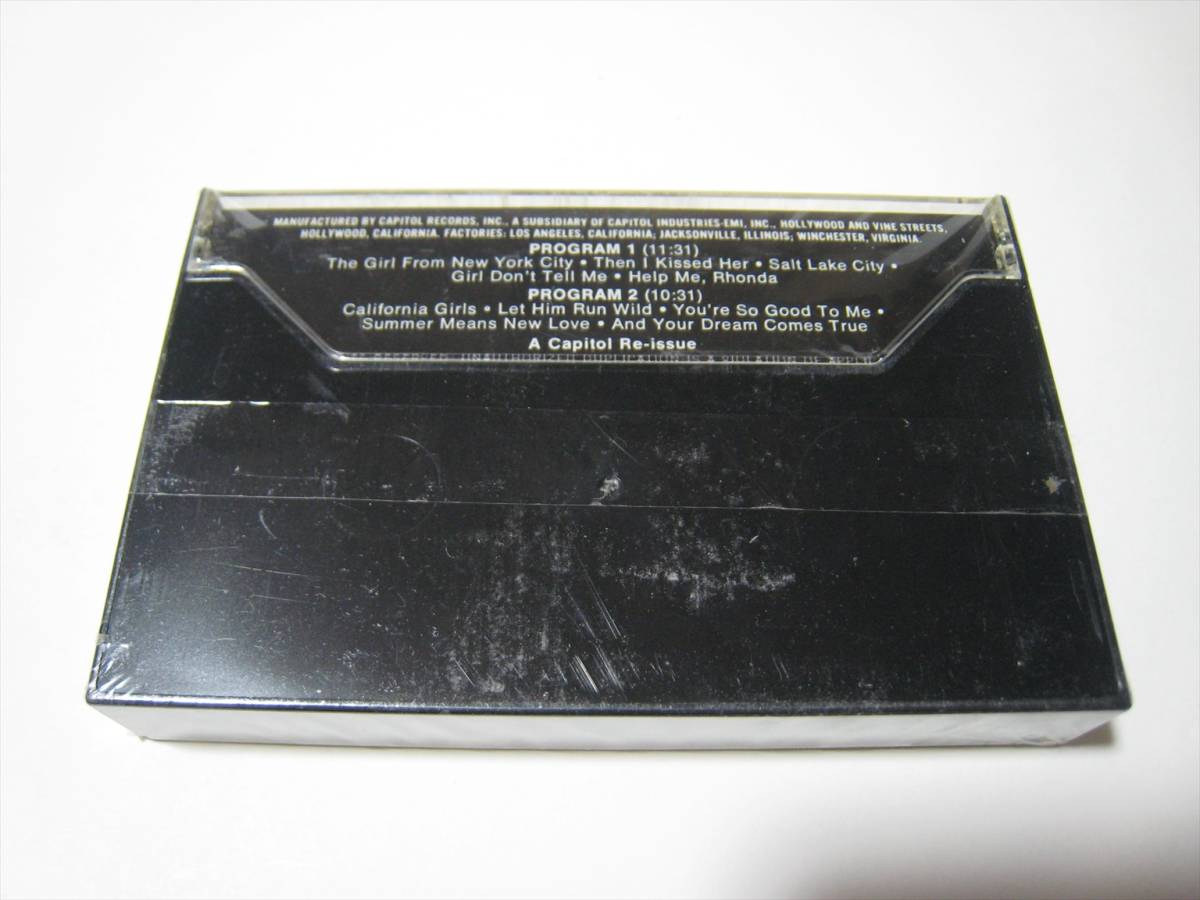 MANUFACTURED BY CAPITOL RECORDS, INC., A SUBSIDIARY OF CAPITOL INDUSTRIES-EMI, INC., HOLLYWOOD AND VINE STREETS,
HOLLYWOOD, CALIFORNIA. FACTORIES: LOS ANGELES, CALIFORNIA; JACKSONVILLE, ILLINOIS; WINCHESTER, VIRGINIA.
PROGRAM 1 (11:31)
The Girl From New York City • Then I Kissed Her • Salt Lake City •
Girl Don't Tell Me • Help Me, Rhonda
PROGRAM 2 (10:31)
California Girls • Let Him Run Wild • You're So Good To Me •
Summer Means New Love • And Your Dream Comes True
A Capitol Re-issue